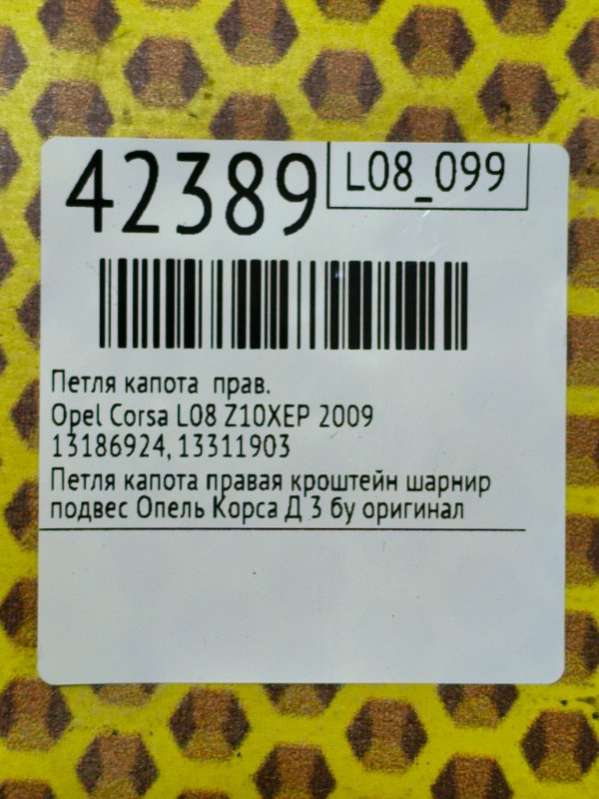 42389
L08_099
Петля капота прав.
Opel Corsa L08 Z10XEP 2009
13186924, 13311903
Петля капота правая кроштейн шарнир
подвес Опель Корса Д 3 бу оригинал